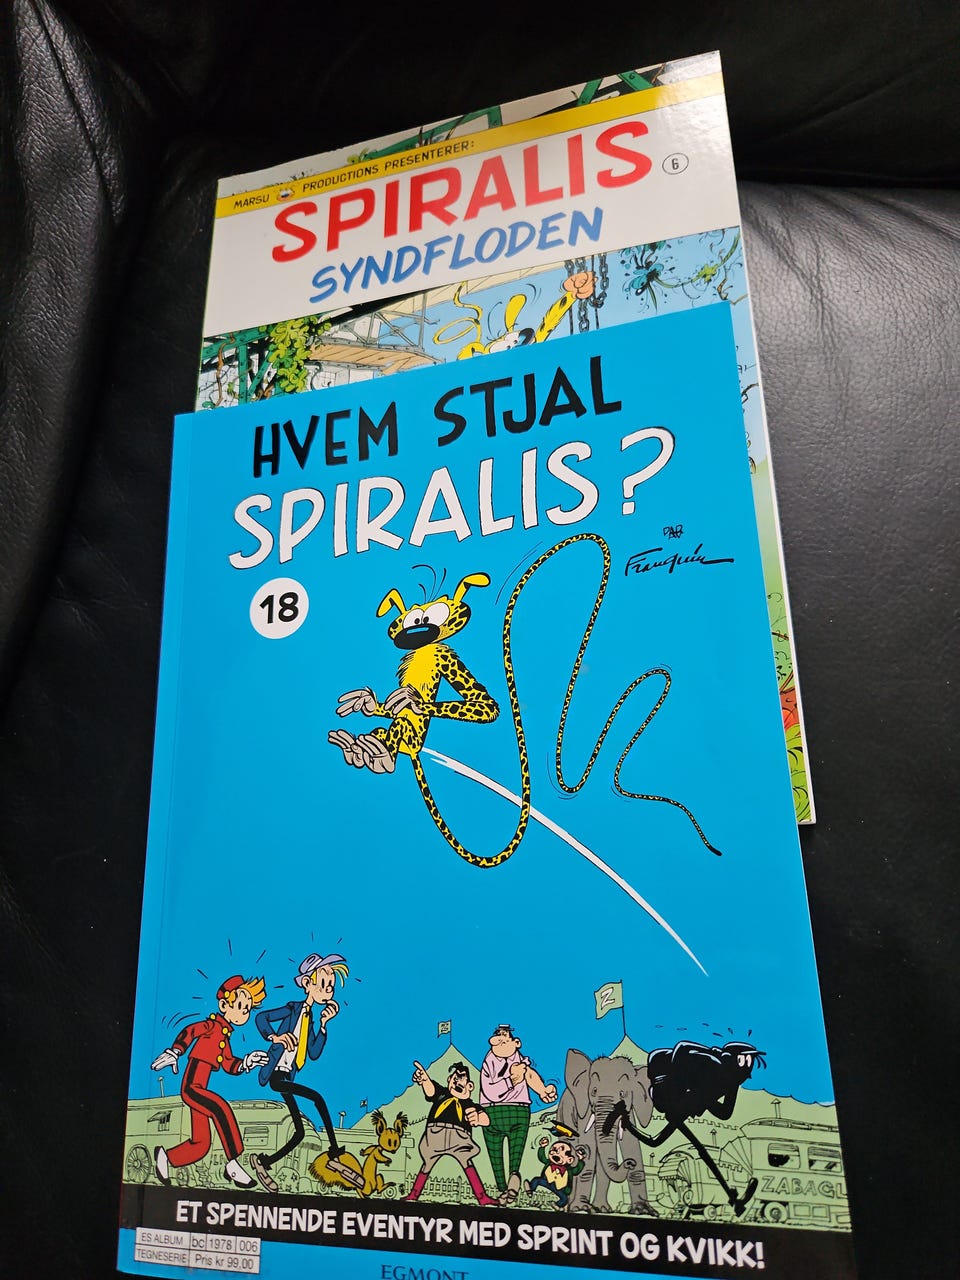 MARSU PRODUCTIONS PRESENTERER:
SPIRALIS
6
SYNDFLODEN
HVEM STJAL
SPIRALIS?
PAR
Franquin
18
Z
ZABAGL
ET SPENNENDE EVENTYR MED SPRINT OG KVIKK!
ES ALBUM bc 1978 006
TEGNESERIE Pris kr 99,00
EGMONT